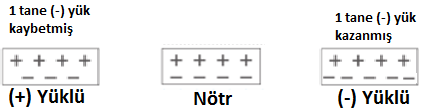 1 tane (-) yük
kaybetmiş
1 tane (-) yük
kazanmış
+ + + +
− − −
+ + + +
− − − −
+ + + +
− − − − −
(+) Yüklü
Nötr
(-) Yüklü